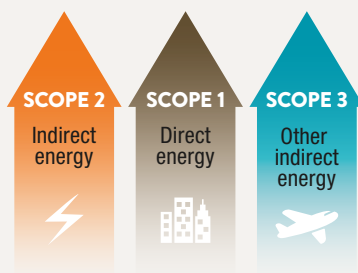 SCOPE 2
Indirect
energy
SCOPE 1
Direct
energy
SCOPE 3
Other
indirect
energy